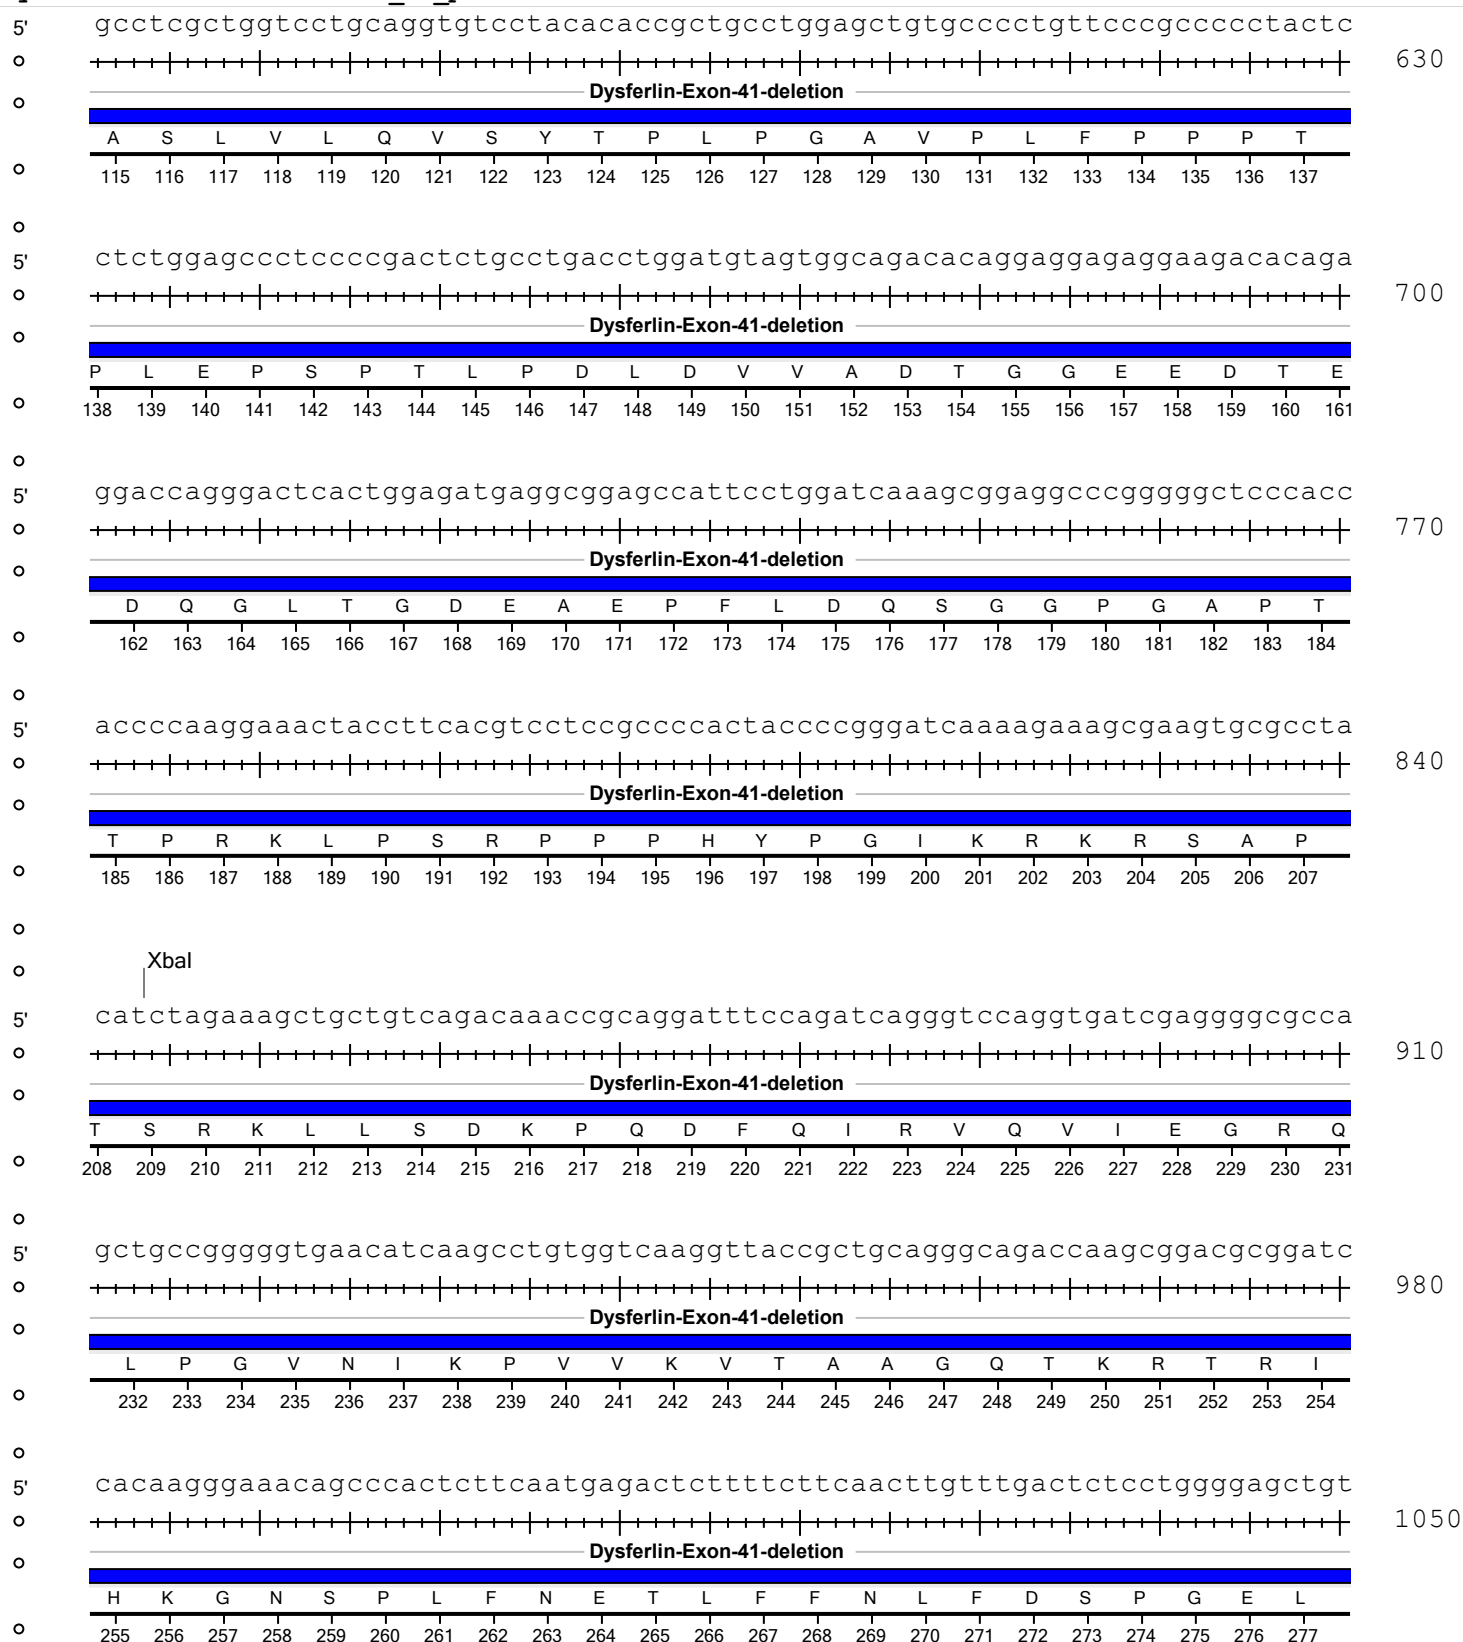 5' gcctcgctggtcctgcaggtgtcctacacaccgctgcctggagctgtgcccctgttcccgccccctactc
630
Dysferlin-Exon-41-deletion
A S L V L Q V S Y T P L P G A V P L F P P P T
115 116 117 118 119 120 121 122 123 124 125 126 127 128 129 130 131 132 133 134 135 136 137
5' ctctggagccctccccgactctgcctgacctggatgtagtggcagacacaggaggagaggaagacacaga
700
Dysferlin-Exon-41-deletion
P L E P S P T L P D L D V V A D T G G E E D T E
138 139 140 141 142 143 144 145 146 147 148 149 150 151 152 153 154 155 156 157 158 159 160 161
5' ggaccagggactcactggagatgaggcggagccattcctggatcaaagcggaggcccgggggctcccacc
770
Dysferlin-Exon-41-deletion
D Q G L T G D E A E P F L D Q S G G P G A P T
162 163 164 165 166 167 168 169 170 171 172 173 174 175 176 177 178 179 180 181 182 183 184
5' accccaaggaaactaccttcacgtcctccgccccactaccccgggatcaaaagaaagcgaagtgcgccta
840
Dysferlin-Exon-41-deletion
T P R K L P S R P P P H Y P G I K R K R S A P
185 186 187 188 189 190 191 192 193 194 195 196 197 198 199 200 201 202 203 204 205 206 207
XbaI
5' catctagaaagctgctgtcagacaaaccgcaggatttccagatcagggtccaggtgatcgaggggcgcca
910
Dysferlin-Exon-41-deletion
T S R K L L S D K P Q D F Q I R V Q V I E G R Q
208 209 210 211 212 213 214 215 216 217 218 219 220 221 222 223 224 225 226 227 228 229 230 231
5' gctgccgggggtgaacatcaagcctgtggtcaaggttaccgctgcagggcagaccaagcggacgcggatc
980
Dysferlin-Exon-41-deletion
L P G V N I K P V V K V T A A G Q T K R T R I
232 233 234 235 236 237 238 239 240 241 242 243 244 245 246 247 248 249 250 251 252 253 254
5' cacaagggaaacagcccactcttcaatgagactcttttcttcaacttgtttgactctcctggggagctgt
1050
Dysferlin-Exon-41-deletion
H K G N S P L F N E T L F F N L F D S P G E L
255 256 257 258 259 260 261 262 263 264 265 266 267 268 269 270 271 272 273 274 275 276 277